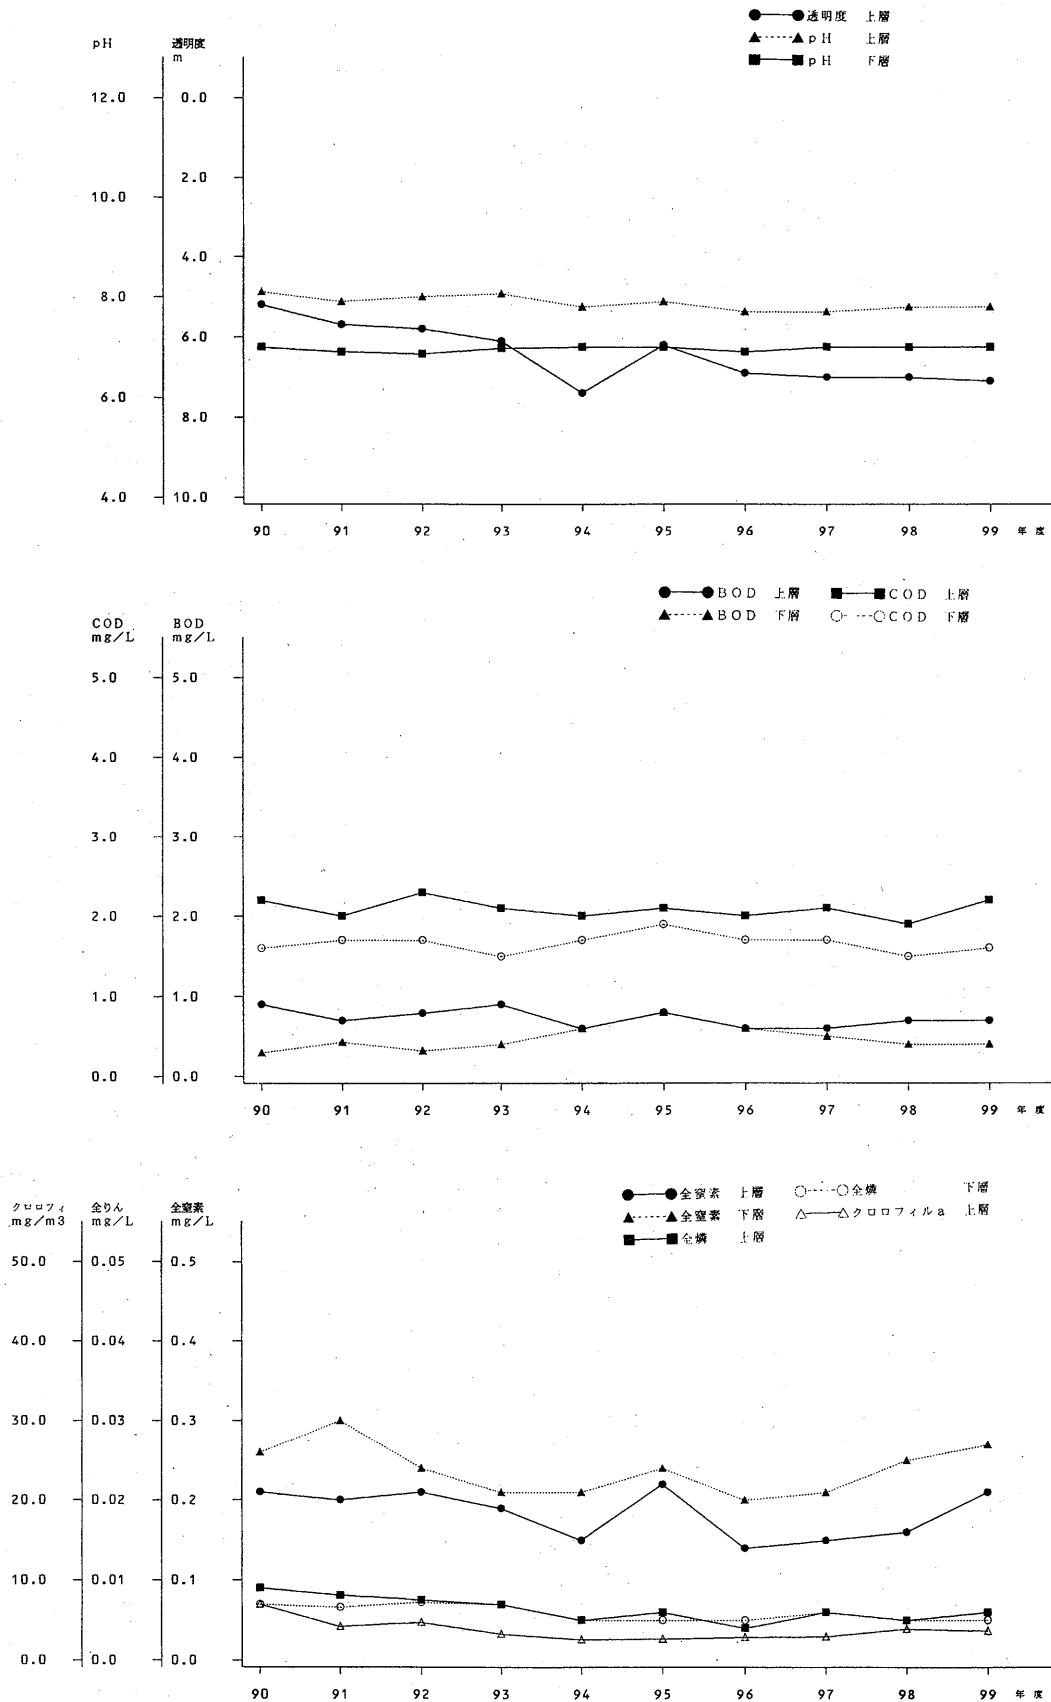 透明度 上層
pH 上層
pH 下層
pH 透明度
m
12.0 0.0
2.0
10.0
4.0
8.0
6.0
6.0
8.0
4.0 10.0
90 91 92 93 94 95 96 97 98 99 年度
BOD 上層 COD 上層
BOD 下層 COD 下層
COD BOD
mg/L mg/L
5.0 5.0
4.0 4.0
3.0 3.0
2.0 2.0
1.0 1.0
0.0 0.0
90 91 92 93 94 95 96 97 98 99 年度
全窒素 上層 全燐 下層
全窒素 下層 クロロフィルa 上層
全燐 上層
クロロフィ 全りん 全窒素
mg/m3 mg/L mg/L
50.0 0.05 0.5
40.0 0.04 0.4
30.0 0.03 0.3
20.0 0.02 0.2
10.0 0.01 0.1
0.0 0.0 0.0
90 91 92 93 94 95 96 97 98 99 年度